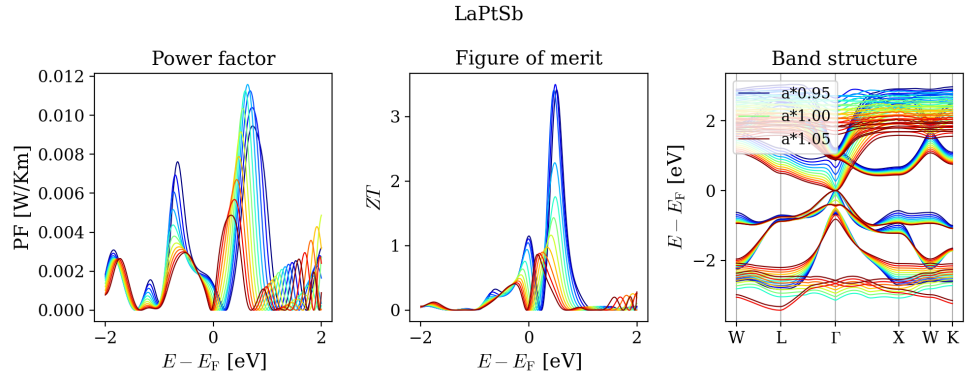 LaPtSb
Power factor
PF [W/Km]
0.012
0.010
0.008
0.006
0.004
0.002
0.000
−2
0
2
E − E_F [eV]
Figure of merit
ZT
3
2
1
0
−2
0
2
E − E_F [eV]
Band structure
E − E_F [eV]
2
0
−2
a*0.95
a*1.00
a*1.05
W
L
Γ
X
W
K